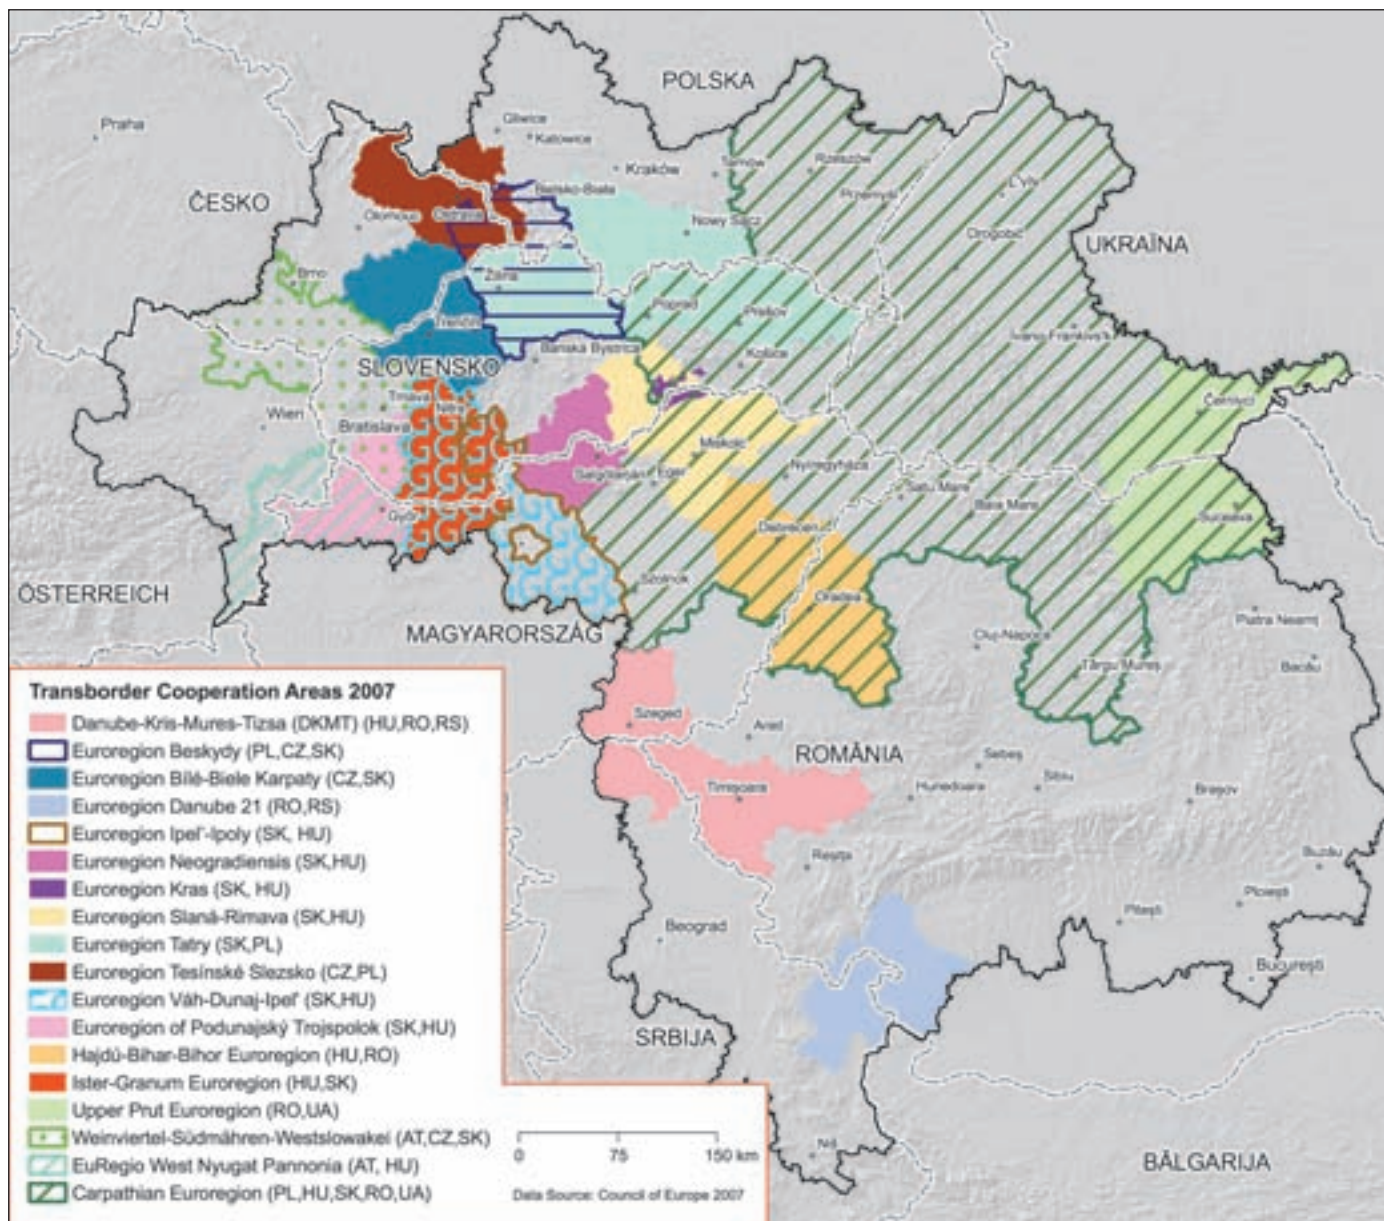 POLSKA
Praha
Gliwice
Katowice
Kraków
Tarnów
Rzeszów
Przemyśl
L'viv
ČESKO
Bielsko-Biała
Olomouc
Ostrava
Nowy Sącz
Drogobic
UKRAÏNA
Brno
Žilina
Poprad
Prešov
Trenčín
Ivano-Frankivs'k
Banská Bystrica
Košice
SLOVENSKO
Trnava
Nitra
Černivci
Wien
Bratislava
Miskolc
Salgótarján
Eger
Nyíregyháza
Satu Mare
Baia Mare
Győr
Suceava
Debrecen
ÖSTERREICH
Szolnok
Oradea
MAGYARORSZÁG
Cluj-Napoca
Piatra Neamț
Bacău
Târgu Mureș
Szeged
Arad
ROMÂNIA
Sebeș
Sibiu
Timișoara
Hunedoara
Brașov
Reșița
Buzău
Ploiești
Pitești
Beograd
București
SRBIJA
Niš
BĂLGARIJA
Transborder Cooperation Areas 2007
Danube-Kris-Mures-Tizsa (DKMT) (HU,RO,RS)
Euroregion Beskydy (PL,CZ,SK)
Euroregion Bílé-Biele Karpaty (CZ,SK)
Euroregion Danube 21 (RO,RS)
Euroregion Ipel'-Ipoly (SK, HU)
Euroregion Neogradiensis (SK,HU)
Euroregion Kras (SK, HU)
Euroregion Slaná-Rimava (SK,HU)
Euroregion Tatry (SK,PL)
Euroregion Tesínské Slezsko (CZ,PL)
Euroregion Váh-Dunaj-Ipel' (SK,HU)
Euroregion of Podunajský Trojspolok (SK,HU)
Hajdú-Bihar-Bihor Euroregion (HU,RO)
Ister-Granum Euroregion (HU,SK)
Upper Prut Euroregion (RO,UA)
Weinviertel-Südmähren-Westslowakei (AT,CZ,SK)
EuRegio West Nyugat Pannonia (AT, HU)
Carpathian Euroregion (PL,HU,SK,RO,UA)
0 75 150 km
Data Source: Council of Europe 2007